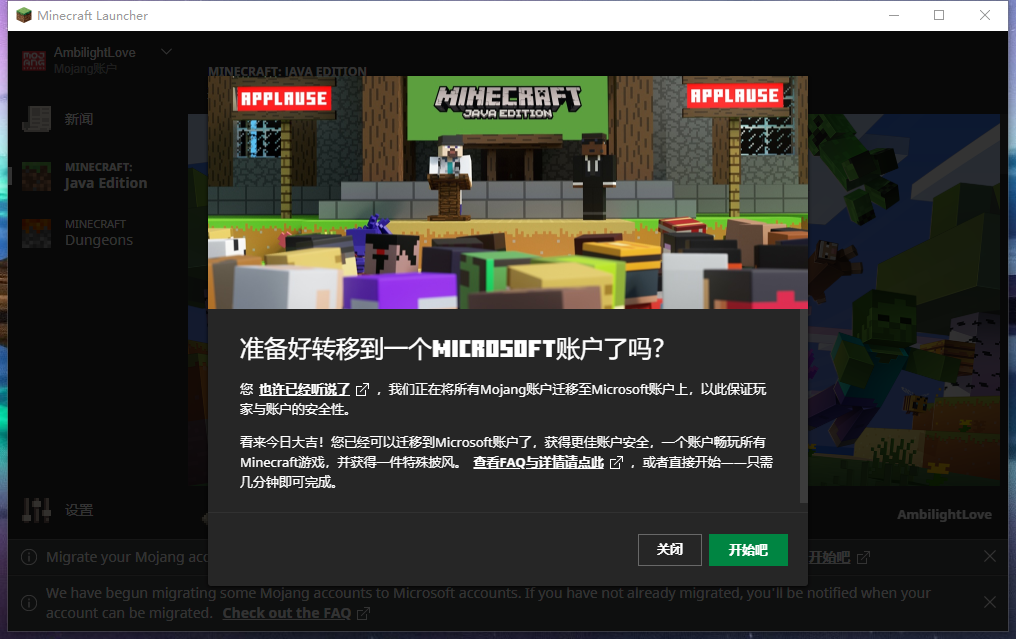 Minecraft Launcher
AmbilightLove
Mojang账户
新闻
MINECRAFT:
Java Edition
MINECRAFT
Dungeons
设置
MINECRAFT: JAVA EDITION
APPLAUSE
MINECRAFT
JAVA EDITION
APPLAUSE
准备好转移到一个MICROSOFT账户了吗?
您 也许已经听说了 ，我们正在将所有Mojang账户迁移至Microsoft账户上，以此保证玩
家与账户的安全性。
看来今日大吉！您已经可以迁移到Microsoft账户了，获得更佳账户安全，一个账户畅玩所有
Minecraft游戏，并获得一件特殊披风。 查看FAQ与详情请点此 ，或者直接开始——只需
几分钟即可完成。
关闭
开始吧
AmbilightLove
Migrate your Mojang acc
开始吧
We have begun migrating some Mojang accounts to Microsoft accounts. If you have not already migrated, you'll be notified when your
account can be migrated. Check out the FAQ